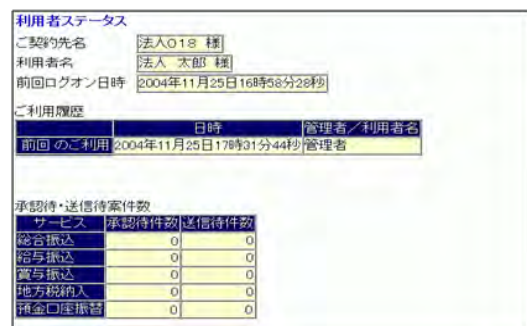 利用者ステータス
ご契約先名 法人018 様
利用者名 法人 太郎 様
前回ログオン日時 2004年11月25日16時58分28秒
ご利用履歴
日時 管理者/利用者名
前回 のご利用 2004年11月25日17時31分44秒 管理者
承認待・送信待案件数
サービス 承認待件数 送信待件数
総合振込 0 0
給与振込 0 0
賞与振込 0 0
地方税納入 0 0
預金口座振替 0 0